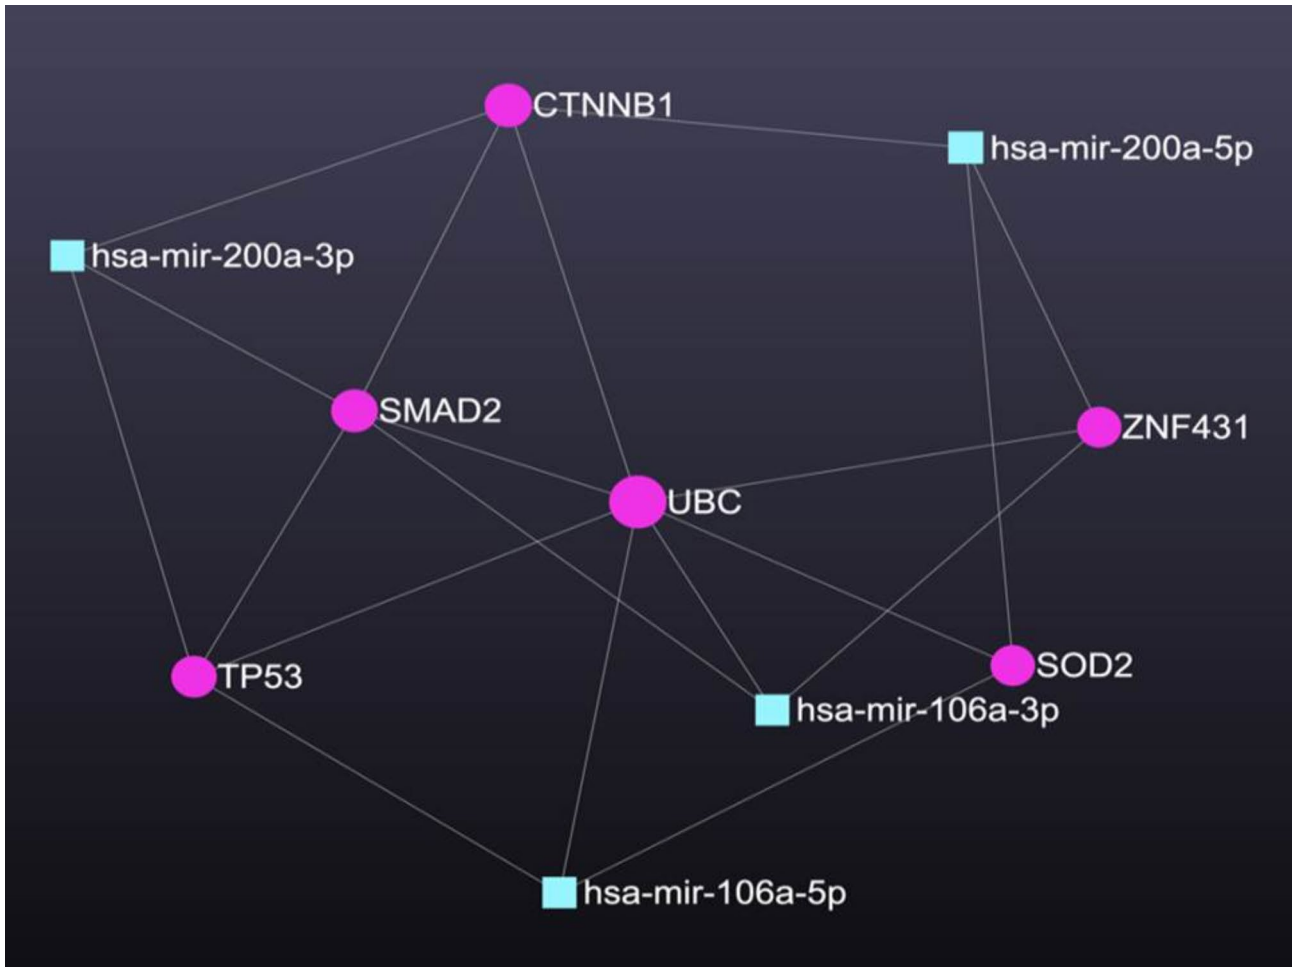 CTNNB1
hsa-mir-200a-5p
hsa-mir-200a-3p
SMAD2
ZNF431
UBC
SOD2
TP53
hsa-mir-106a-3p
hsa-mir-106a-5p